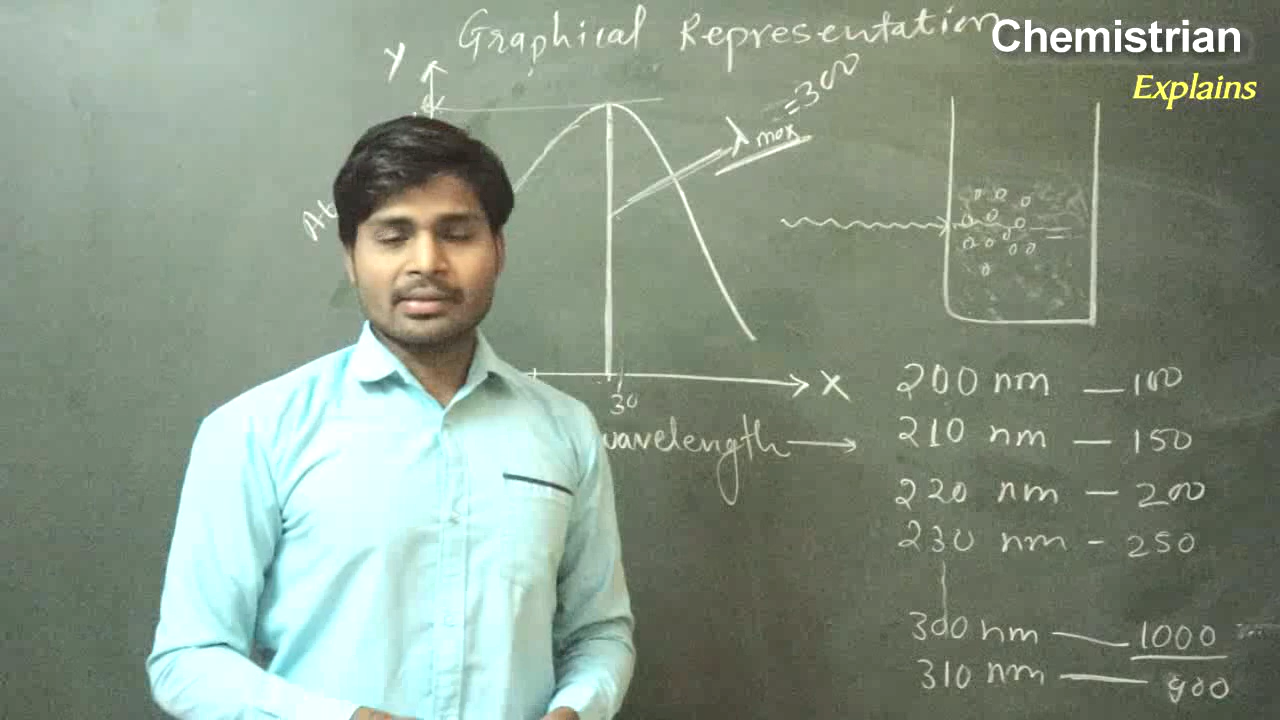 Graphical Representation
Chemistrian
Explains
Y
λmax = 300
X
30
wavelength
200 nm — 100
210 nm — 150
220 nm — 200
230 nm - 250
300 nm — 1000
310 nm — 900